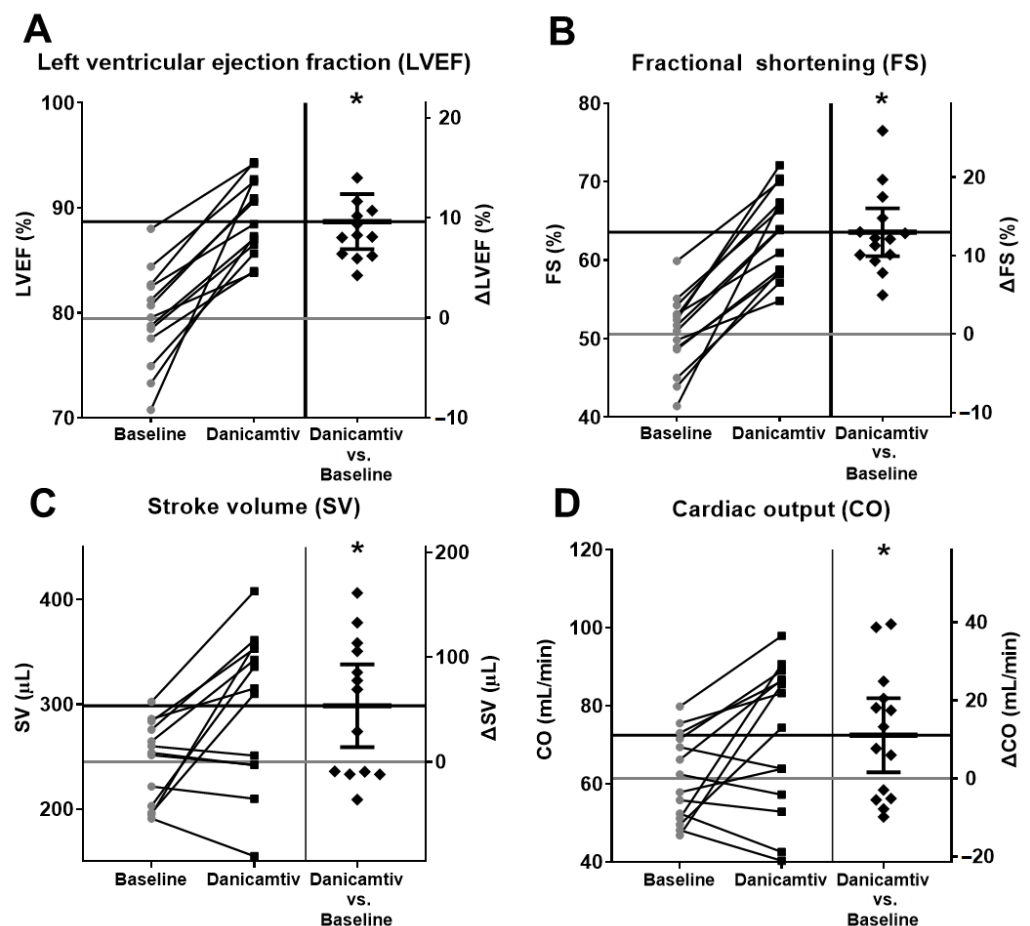 A
Left ventricular ejection fraction (LVEF)
*
100
90
80
70
LVEF (%)
20
10
0
−10
ΔLVEF (%)
Baseline
Danicamtiv
Danicamtiv
vs.
Baseline
B
Fractional shortening (FS)
*
80
70
60
50
40
FS (%)
20
10
0
−10
ΔFS (%)
Baseline
Danicamtiv
Danicamtiv
vs.
Baseline
C
Stroke volume (SV)
*
400
300
200
SV (µL)
200
100
0
ΔSV (µL)
Baseline
Danicamtiv
Danicamtiv
vs.
Baseline
D
Cardiac output (CO)
*
120
100
80
60
40
CO (mL/min)
40
20
0
−20
ΔCO (mL/min)
Baseline
Danicamtiv
Danicamtiv
vs.
Baseline